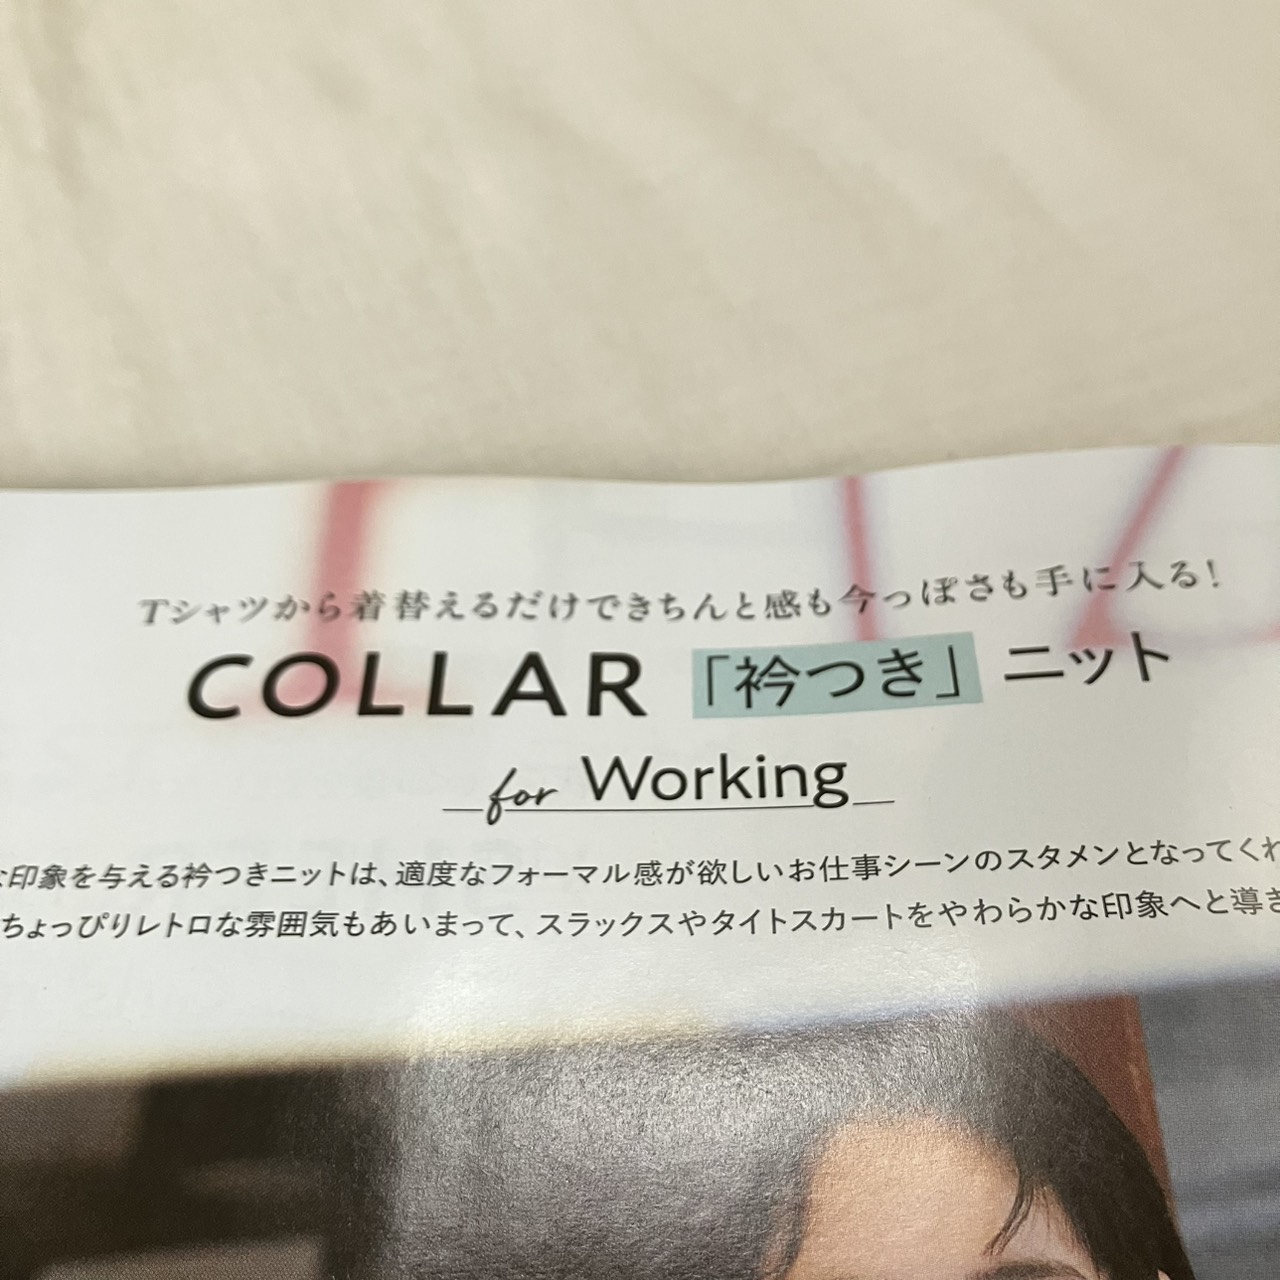 Tシャツから着替えるだけできちんと感も今っぽさも手に入る!
COLLAR 「衿つき」 ニット
for Working
な印象を与える衿つきニットは、適度なフォーマル感が欲しいお仕事シーンのスタメンとなってくれ
ちょっぴりレトロな雰囲気もあいまって、スラックスやタイトスカートをやわらかな印象へと導き